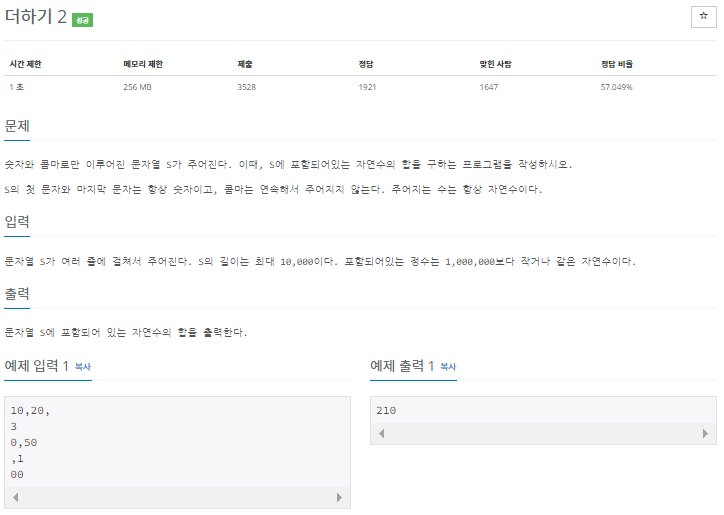 더하기 2 성공
☆
시간 제한 메모리 제한 제출 정답 맞힌 사람 정답 비율
1 초 256 MB 3528 1921 1647 57.049%
문제
숫자와 콤마로만 이루어진 문자열 S가 주어진다. 이때, S에 포함되어있는 자연수의 합을 구하는 프로그램을 작성하시오.
S의 첫 문자와 마지막 문자는 항상 숫자이고, 콤마는 연속해서 주어지지 않는다. 주어지는 수는 항상 자연수이다.
입력
문자열 S가 여러 줄에 걸쳐서 주어진다. S의 길이는 최대 10,000이다. 포함되어있는 정수는 1,000,000보다 작거나 같은 자연수이다.
출력
문자열 S에 포함되어 있는 자연수의 합을 출력한다.
예제 입력 1 복사
10,20,
3
0,50
,1
00
예제 출력 1 복사
210